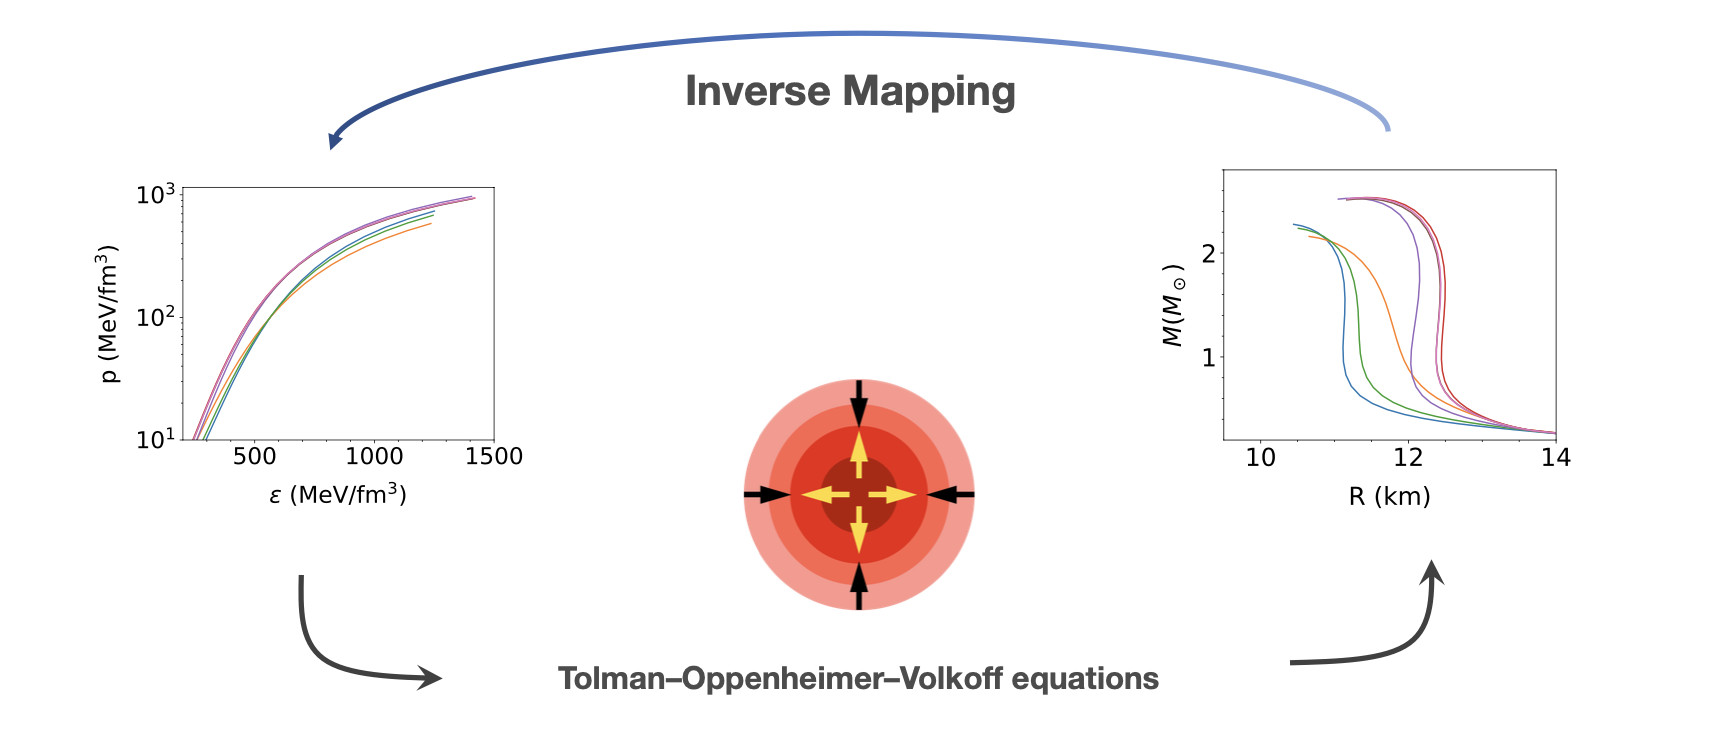 Inverse Mapping
10³
10²
10¹
p (MeV/fm³)
500 1000 1500
ε (MeV/fm³)
2
1
M(M⊙)
10 12 14
R (km)
Tolman–Oppenheimer–Volkoff equations